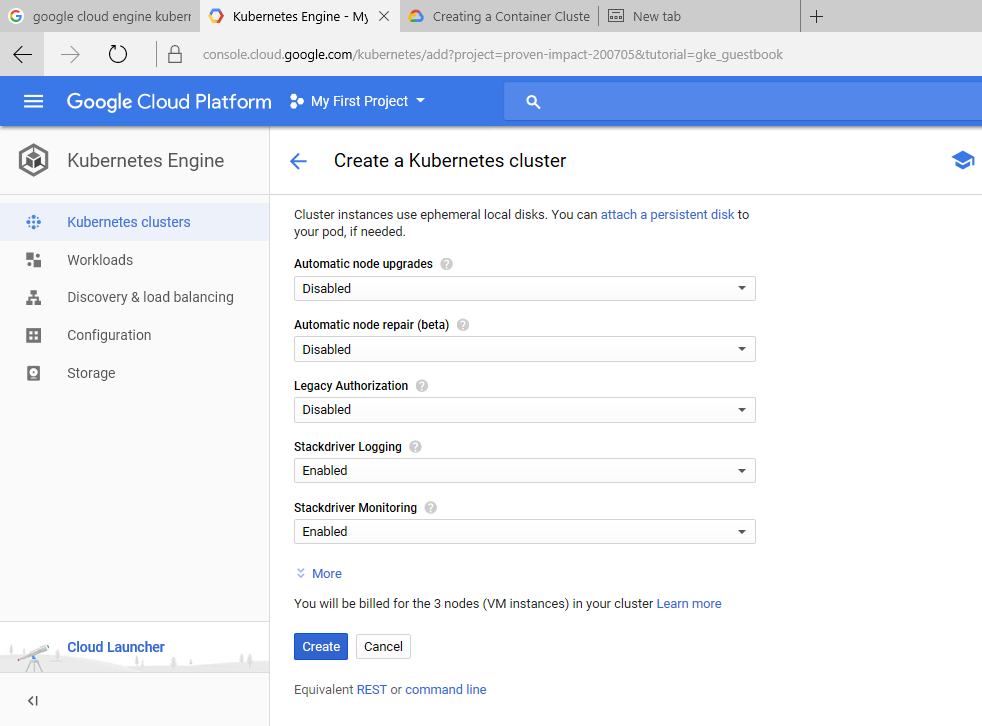 google cloud engine kubern
Kubernetes Engine - My
Creating a Container Cluste
New tab
console.cloud.google.com/kubernetes/add?project=proven-impact-200705&tutorial=gke_guestbook
Google Cloud Platform
My First Project
Kubernetes Engine
Create a Kubernetes cluster
Kubernetes clusters
Workloads
Discovery & load balancing
Configuration
Storage
Cloud Launcher
Cluster instances use ephemeral local disks. You can attach a persistent disk to
your pod, if needed.
Automatic node upgrades ?
Disabled
Automatic node repair (beta) ?
Disabled
Legacy Authorization ?
Disabled
Stackdriver Logging ?
Enabled
Stackdriver Monitoring ?
Enabled
More
You will be billed for the 3 nodes (VM instances) in your cluster Learn more
Create
Cancel
Equivalent REST or command line